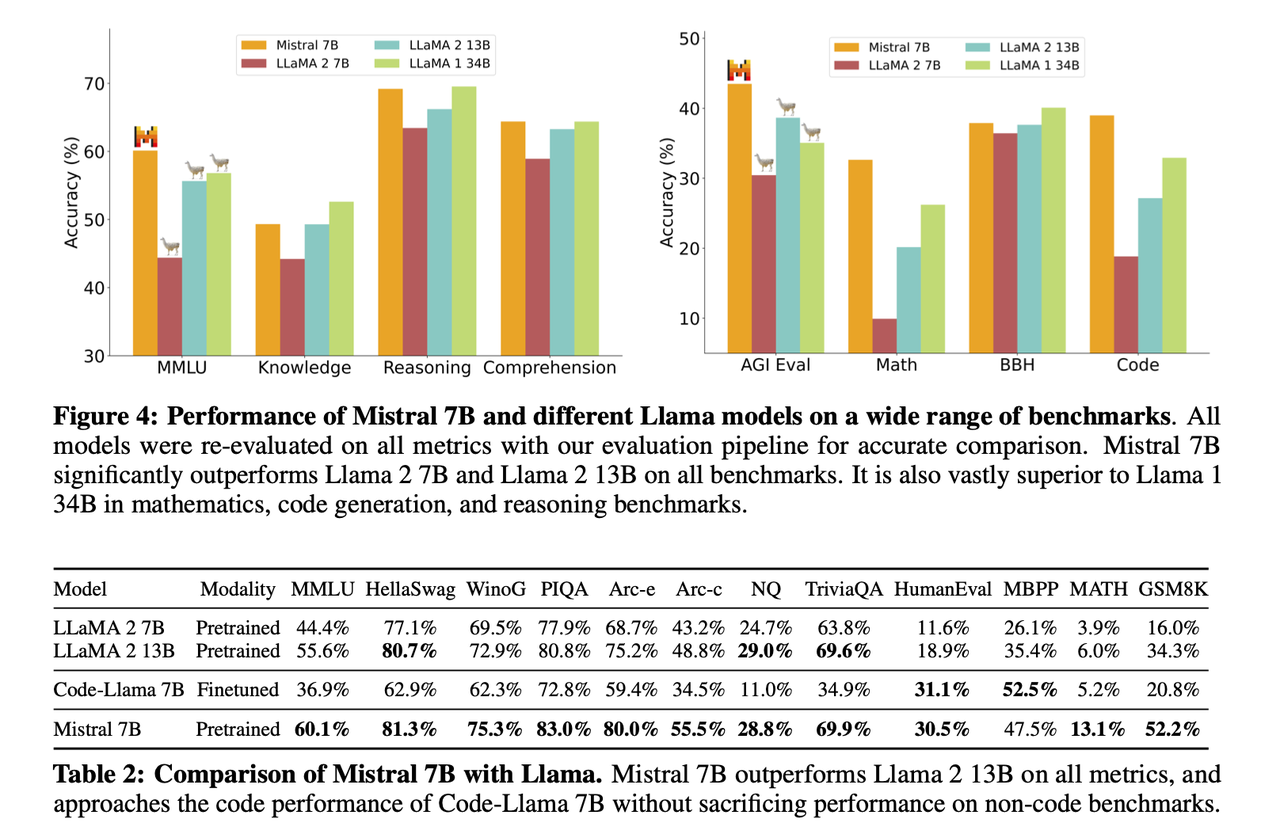 Mistral 7B
LLaMA 2 7B
LLaMA 2 13B
LLaMA 1 34B
Accuracy (%)
70
60
50
40
30
MMLU Knowledge Reasoning Comprehension
Mistral 7B
LLaMA 2 7B
LLaMA 2 13B
LLaMA 1 34B
Accuracy (%)
50
40
30
20
10
AGI Eval Math BBH Code
Figure 4: Performance of Mistral 7B and different Llama models on a wide range of benchmarks. All
models were re-evaluated on all metrics with our evaluation pipeline for accurate comparison. Mistral 7B
significantly outperforms Llama 2 7B and Llama 2 13B on all benchmarks. It is also vastly superior to Llama 1
34B in mathematics, code generation, and reasoning benchmarks.
Model Modality MMLU HellaSwag WinoG PIQA Arc-e Arc-c NQ TriviaQA HumanEval MBPP MATH GSM8K
LLaMA 2 7B Pretrained 44.4% 77.1% 69.5% 77.9% 68.7% 43.2% 24.7% 63.8% 11.6% 26.1% 3.9% 16.0%
LLaMA 2 13B Pretrained 55.6% 80.7% 72.9% 80.8% 75.2% 48.8% 29.0% 69.6% 18.9% 35.4% 6.0% 34.3%
Code-Llama 7B Finetuned 36.9% 62.9% 62.3% 72.8% 59.4% 34.5% 11.0% 34.9% 31.1% 52.5% 5.2% 20.8%
Mistral 7B Pretrained 60.1% 81.3% 75.3% 83.0% 80.0% 55.5% 28.8% 69.9% 30.5% 47.5% 13.1% 52.2%
Table 2: Comparison of Mistral 7B with Llama. Mistral 7B outperforms Llama 2 13B on all metrics, and
approaches the code performance of Code-Llama 7B without sacrificing performance on non-code benchmarks.